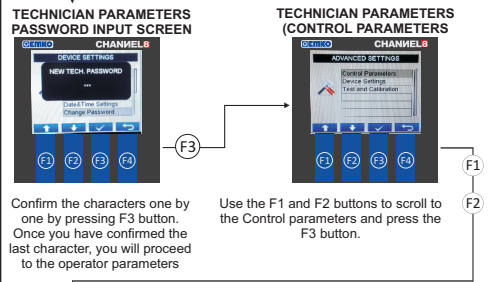 TECHNICIAN PARAMETERS
PASSWORD INPUT SCREEN
EMKO CHANNEL8
DEVICE SETTINGS
NEW TECH. PASSWORD
***
Date&Time Settings
Change Password
F1 F2 F3 F4
F3
Confirm the characters one by
one by pressing F3 button.
Once you have confirmed the
last character, you will proceed
to the operator parameters
TECHNICIAN PARAMETERS
(CONTROL PARAMETERS
EMKO CHANNEL8
ADVANCED SETTINGS
Control Parameters
Device Settings
Test and Calibration
F1 F2 F3 F4
F1
F2
Use the F1 and F2 buttons to scroll to
the Control parameters and press the
F3 button.